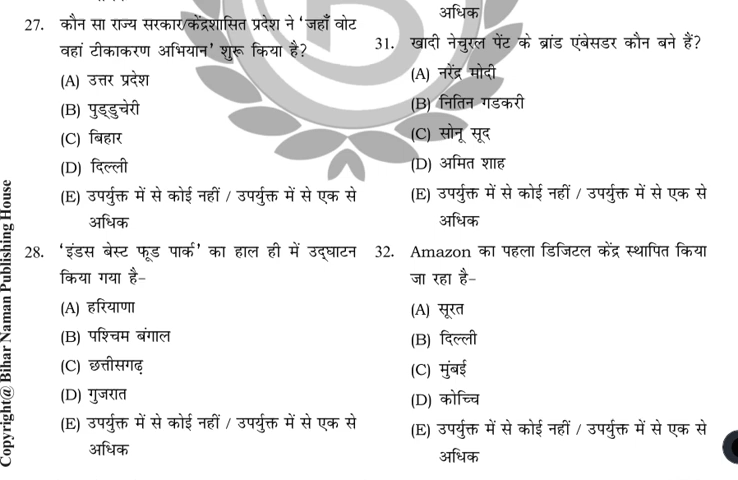 27. कौन सा राज्य सरकार/केंद्रशासित प्रदेश ने ‘जहाँ वोट
वहां टीकाकरण अभियान’ शुरू किया है?
(A) उत्तर प्रदेश
(B) पुड्डुचेरी
(C) बिहार
(D) दिल्ली
(E) उपर्युक्त में से कोई नहीं / उपर्युक्त में से एक से
अधिक
28. ‘इंडस बेस्ट फूड पार्क’ का हाल ही में उद्घाटन
किया गया है–
(A) हरियाणा
(B) पश्चिम बंगाल
(C) छत्तीसगढ़
(D) गुजरात
(E) उपर्युक्त में से कोई नहीं / उपर्युक्त में से एक से
अधिक
अधिक
31. खादी नेचुरल पेंट के ब्रांड एंबेसडर कौन बने हैं?
(A) नरेंद्र मोदी
(B) नितिन गडकरी
(C) सोनू सूद
(D) अमित शाह
(E) उपर्युक्त में से कोई नहीं / उपर्युक्त में से एक से
अधिक
32. Amazon का पहला डिजिटल केंद्र स्थापित किया
जा रहा है–
(A) सूरत
(B) दिल्ली
(C) मुंबई
(D) कोच्चि
(E) उपर्युक्त में से कोई नहीं / उपर्युक्त में से एक से
अधिक
Copyright@ Bihar Naman Publishing House